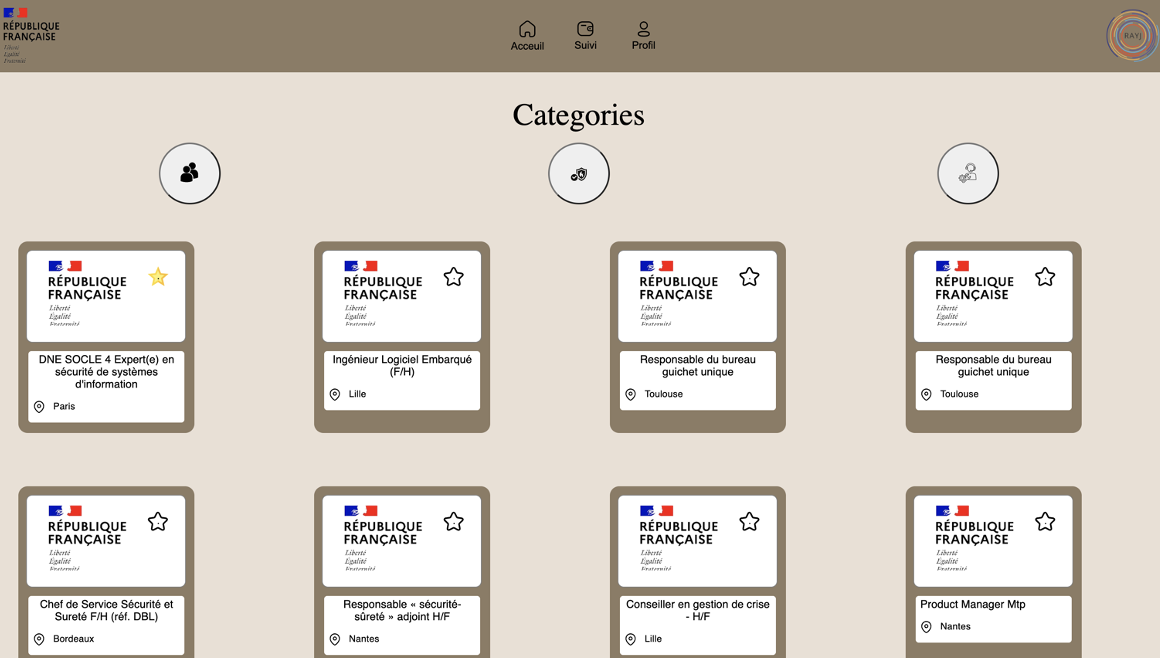 RÉPUBLIQUE
FRANÇAISE
Liberté
Égalité
Fraternité
Acceuil
Suivi
Profil
RAYJ
Categories
RÉPUBLIQUE
FRANÇAISE
Liberté
Égalité
Fraternité
DNE SOCLE 4 Expert(e) en
sécurité de systèmes
d'information
Paris
RÉPUBLIQUE
FRANÇAISE
Liberté
Égalité
Fraternité
Ingénieur Logiciel Embarqué
(F/H)
Lille
RÉPUBLIQUE
FRANÇAISE
Liberté
Égalité
Fraternité
Responsable du bureau
guichet unique
Toulouse
RÉPUBLIQUE
FRANÇAISE
Liberté
Égalité
Fraternité
Responsable du bureau
guichet unique
Toulouse
RÉPUBLIQUE
FRANÇAISE
Liberté
Égalité
Fraternité
Chef de Service Sécurité et
Sureté F/H (réf. DBL)
Bordeaux
RÉPUBLIQUE
FRANÇAISE
Liberté
Égalité
Fraternité
Responsable « sécurité-
sûreté » adjoint H/F
Nantes
RÉPUBLIQUE
FRANÇAISE
Liberté
Égalité
Fraternité
Conseiller en gestion de crise
- H/F
Lille
RÉPUBLIQUE
FRANÇAISE
Liberté
Égalité
Fraternité
Product Manager Mtp
Nantes